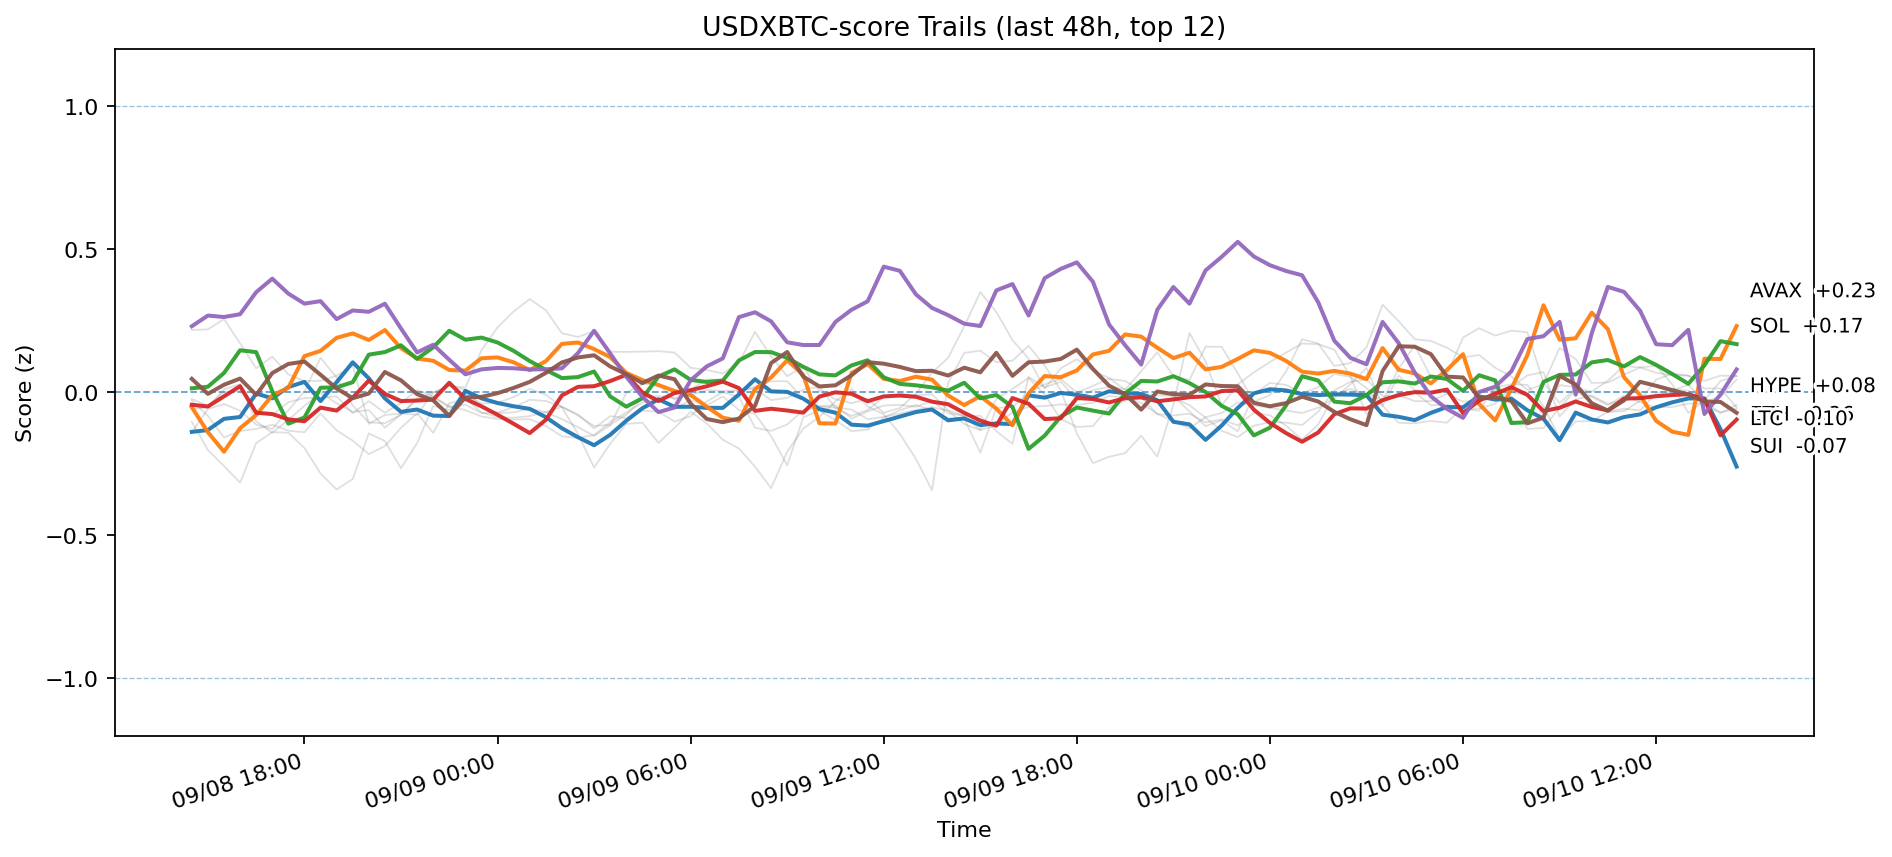 USDXBTC-score Trails (last 48h, top 12)
Score (z)
1.0
0.5
0.0
−0.5
−1.0
AVAX +0.23
SOL +0.17
HYPE +0.08
LTC -0.10
SUI -0.07
09/08 18:00
09/09 00:00
09/09 06:00
09/09 12:00
09/09 18:00
09/10 00:00
09/10 06:00
09/10 12:00
Time